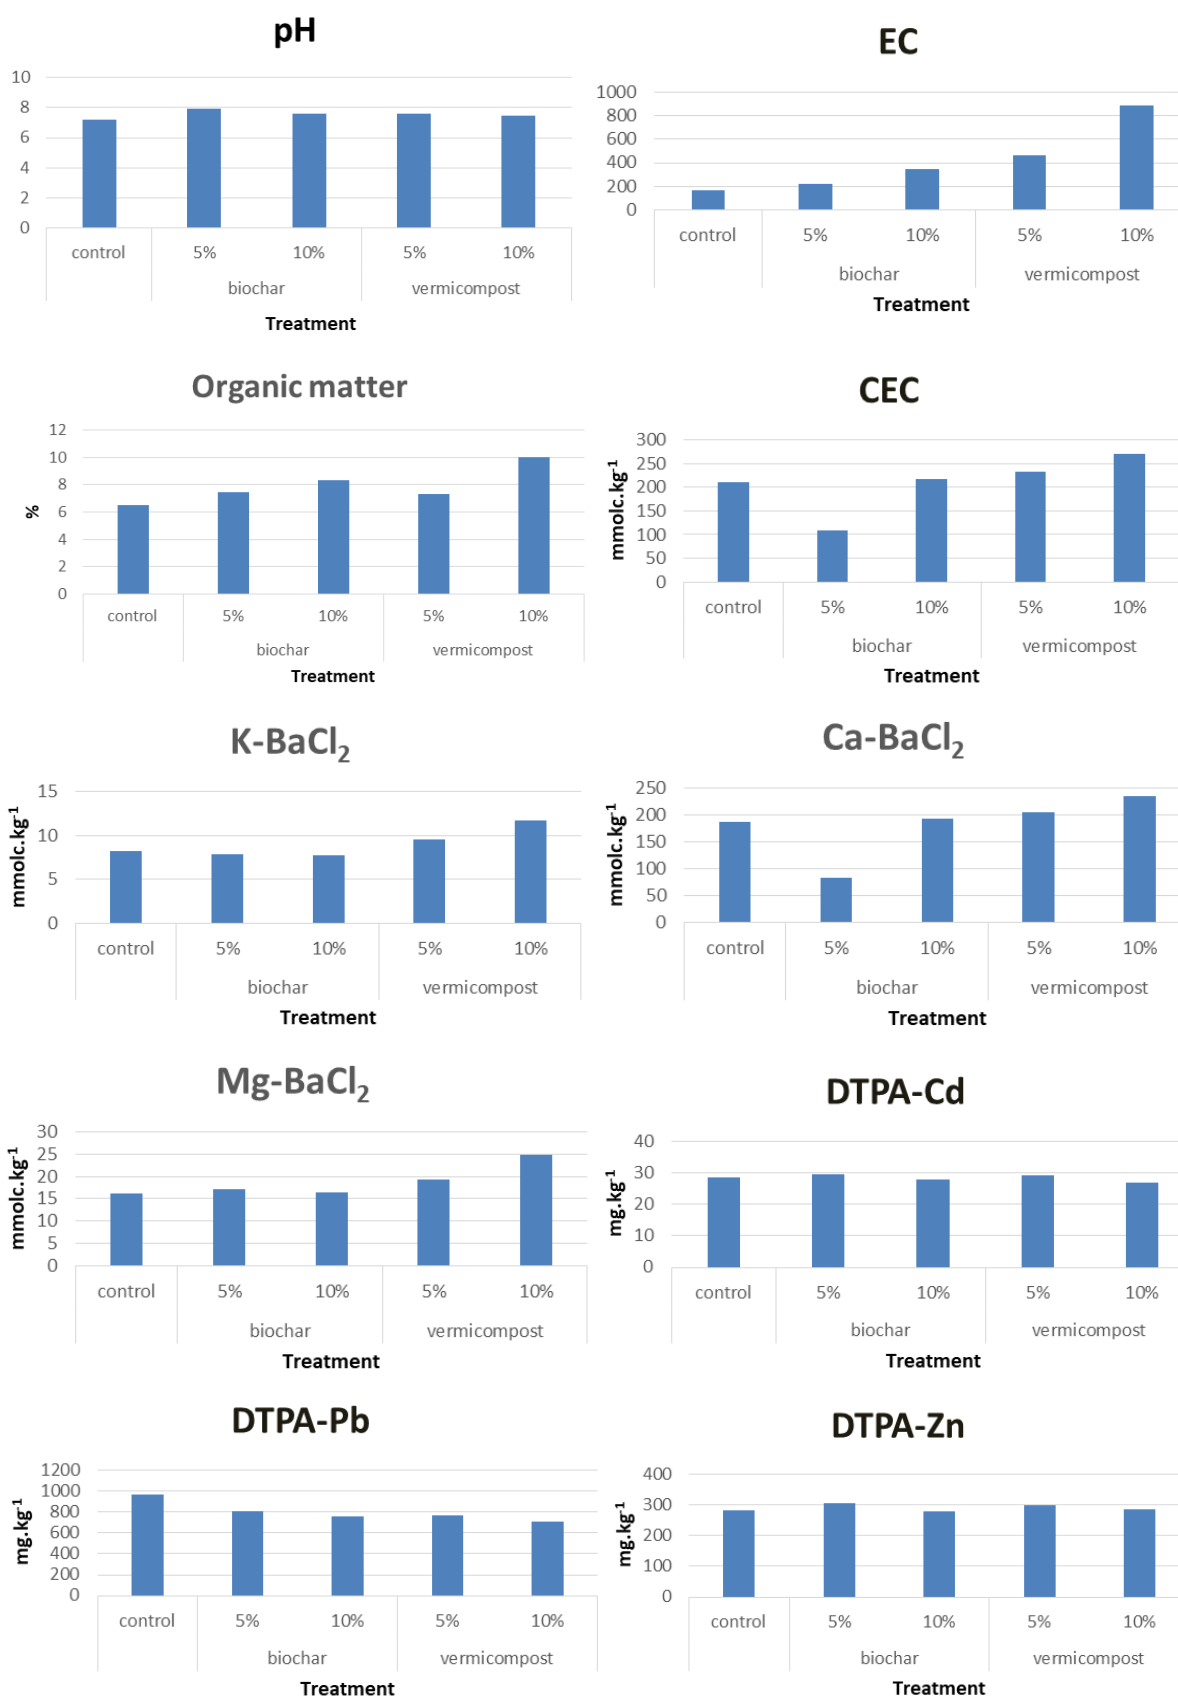 pH
10
8
6
4
2
0
control 5% 10% 5% 10%
biochar vermicompost
Treatment
EC
1000
800
600
400
200
0
control 5% 10% 5% 10%
biochar vermicompost
Treatment
Organic matter
%
12
10
8
6
4
2
0
control 5% 10% 5% 10%
biochar vermicompost
Treatment
CEC
mmolc.kg⁻¹
300
250
200
150
100
50
0
control 5% 10% 5% 10%
biochar vermicompost
Treatment
K-BaCl₂
mmolc.kg⁻¹
15
10
5
0
control 5% 10% 5% 10%
biochar vermicompost
Treatment
Ca-BaCl₂
mmolc.kg⁻¹
250
200
150
100
50
0
control 5% 10% 5% 10%
biochar vermicompost
Treatment
Mg-BaCl₂
mmolc.kg⁻¹
30
25
20
15
10
5
0
control 5% 10% 5% 10%
biochar vermicompost
Treatment
DTPA-Cd
mg.kg⁻¹
40
30
20
10
0
control 5% 10% 5% 10%
biochar vermicompost
Treatment
DTPA-Pb
mg.kg⁻¹
1200
1000
800
600
400
200
0
control 5% 10% 5% 10%
biochar vermicompost
Treatment
DTPA-Zn
mg.kg⁻¹
400
300
200
100
0
control 5% 10% 5% 10%
biochar vermicompost
Treatment